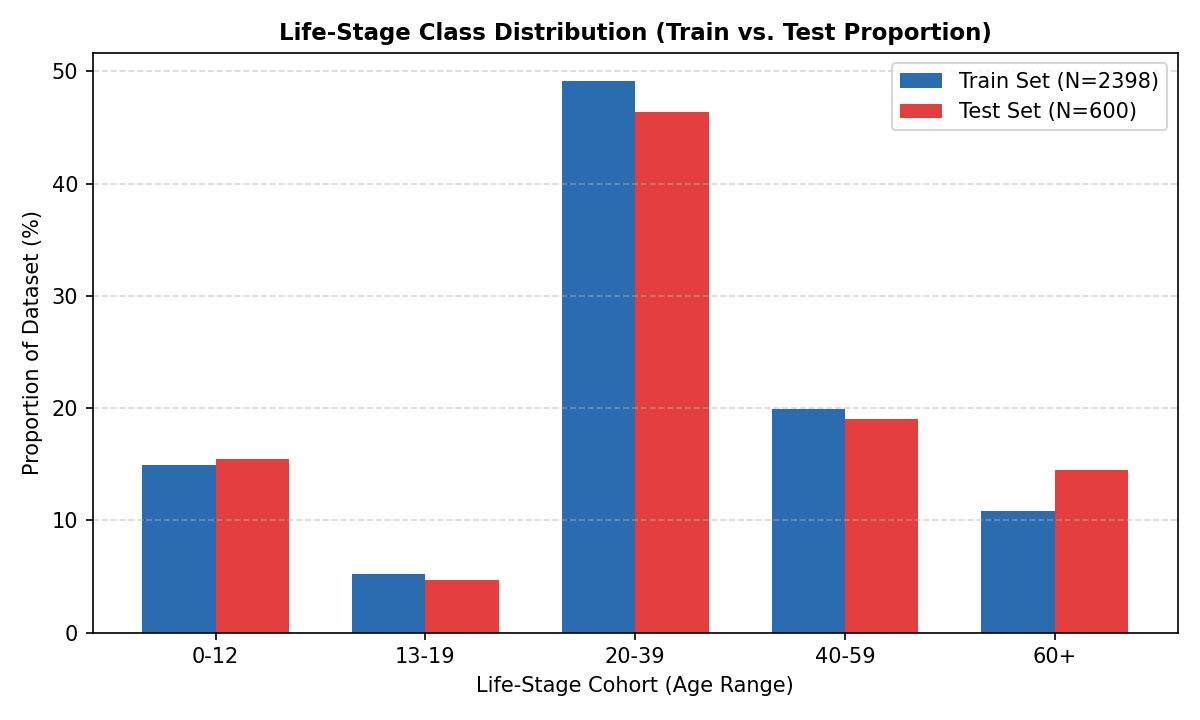 Life-Stage Class Distribution (Train vs. Test Proportion)
Train Set (N=2398)
Test Set (N=600)
Proportion of Dataset (%)
50
40
30
20
10
0
0-12 13-19 20-39 40-59 60+
Life-Stage Cohort (Age Range)